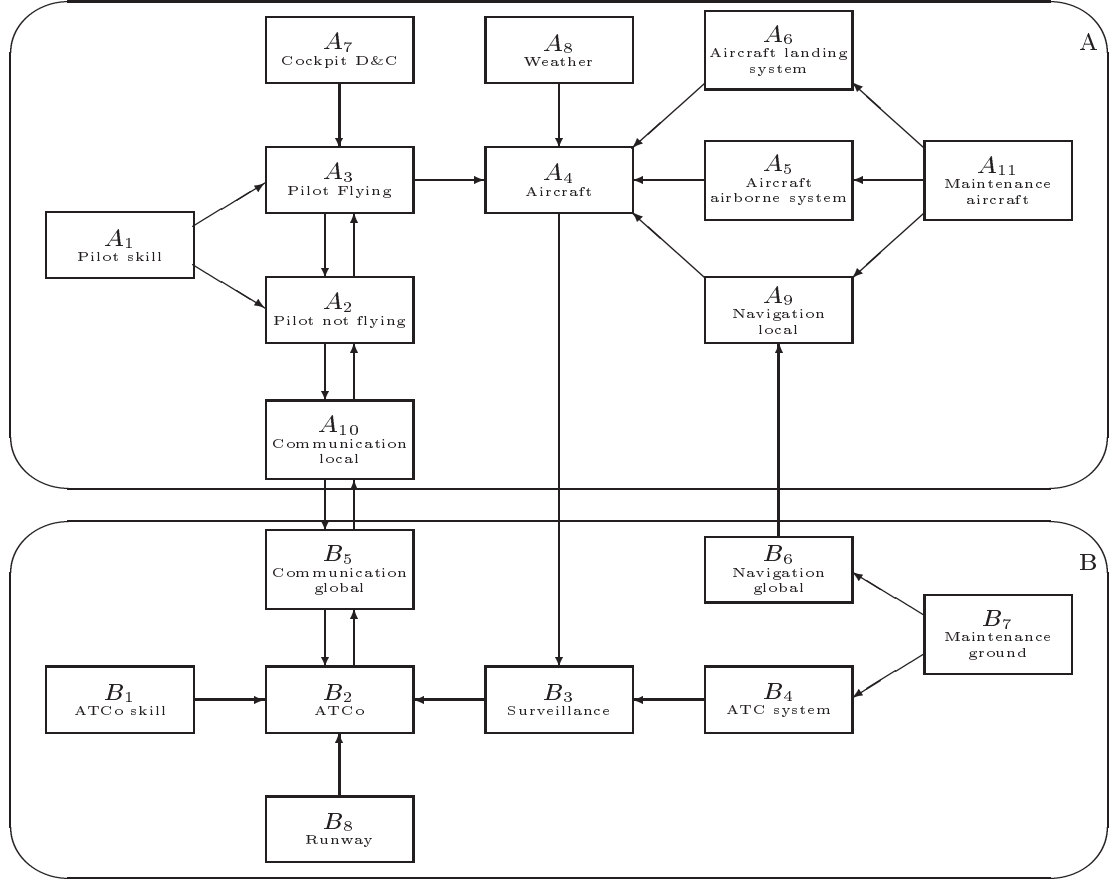 A
A7
Cockpit D&C
A8
Weather
A6
Aircraft landing
system
A3
Pilot Flying
A4
Aircraft
A5
Aircraft
airborne system
A11
Maintenance
aircraft
A1
Pilot skill
A2
Pilot not flying
A9
Navigation
local
A10
Communication
local
B
B5
Communication
global
B6
Navigation
global
B7
Maintenance
ground
B1
ATCo skill
B2
ATCo
B3
Surveillance
B4
ATC system
B8
Runway